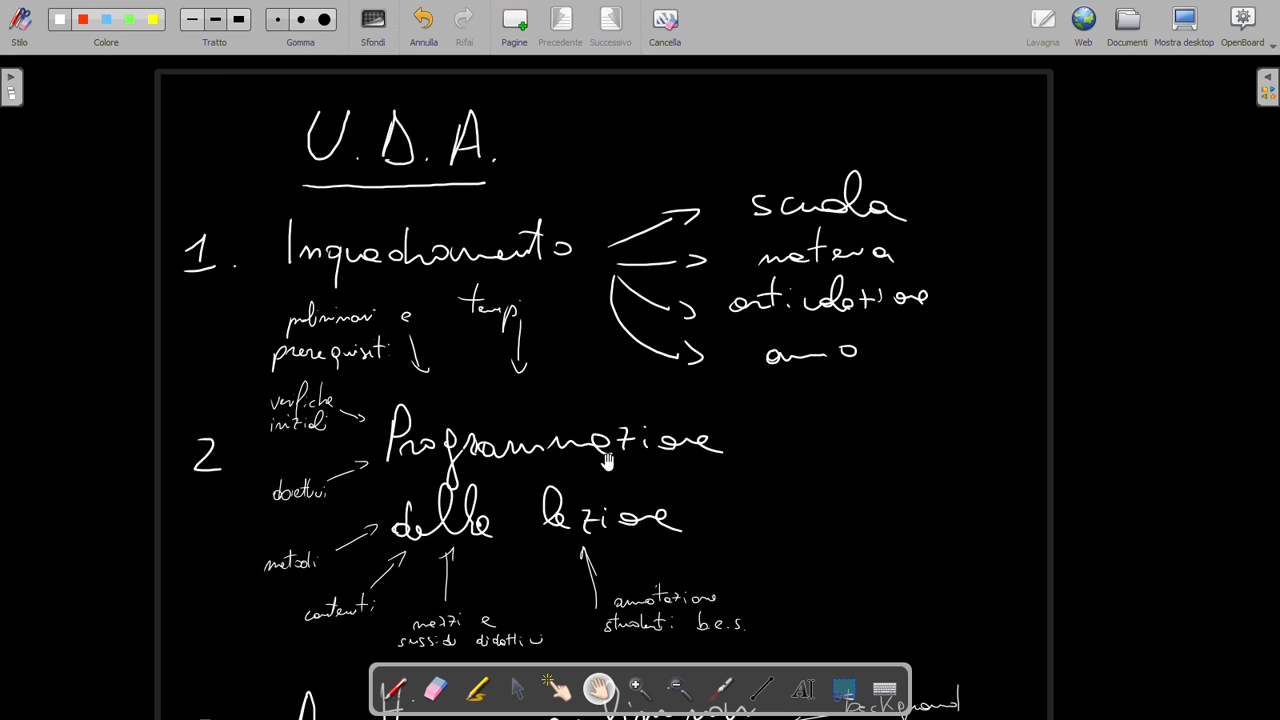 Stilo
Colore
Tratto
Gomma
Sfondi
Annulla
Rifai
Pagine
Precedente
Successivo
Cancella
Lavagna
Web
Documenti
Mostra desktop
OpenBoard
U.D.A.
1. Inquadramento
scuola
materia
articolazione
anno
preliminari e
prerequisiti
tempi
verifiche
iniziali
2 Programmazione
della lezione
obiettivi
metodi
contenuti
mezzi e
sussidi didattici
annotazione
studenti b.e.s.
background